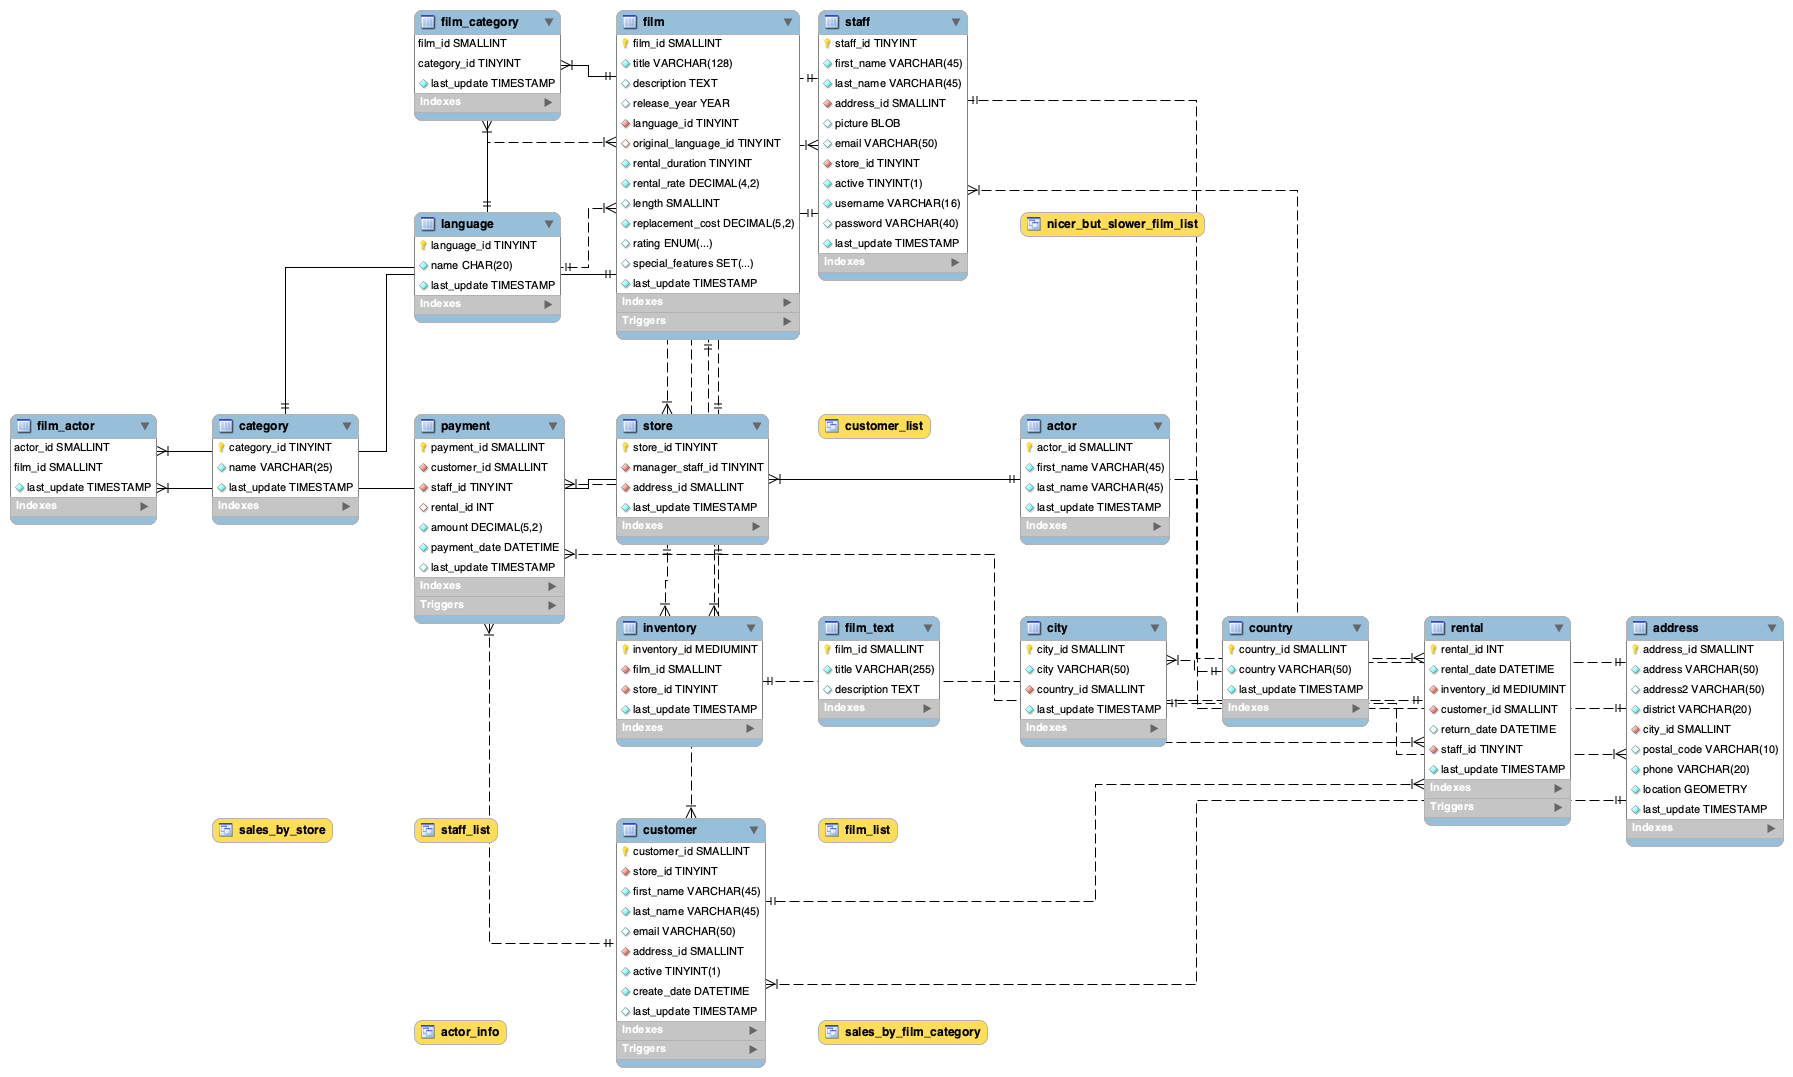 film_category
film_id SMALLINT
category_id TINYINT
last_update TIMESTAMP
Indexes
film
film_id SMALLINT
title VARCHAR(128)
description TEXT
release_year YEAR
language_id TINYINT
original_language_id TINYINT
rental_duration TINYINT
rental_rate DECIMAL(4,2)
length SMALLINT
replacement_cost DECIMAL(5,2)
rating ENUM(...)
special_features SET(...)
last_update TIMESTAMP
Indexes
Triggers
staff
staff_id TINYINT
first_name VARCHAR(45)
last_name VARCHAR(45)
address_id SMALLINT
picture BLOB
email VARCHAR(50)
store_id TINYINT
active TINYINT(1)
username VARCHAR(16)
password VARCHAR(40)
last_update TIMESTAMP
Indexes
language
language_id TINYINT
name CHAR(20)
last_update TIMESTAMP
Indexes
nicer_but_slower_film_list
film_actor
actor_id SMALLINT
film_id SMALLINT
last_update TIMESTAMP
Indexes
category
category_id TINYINT
name VARCHAR(25)
last_update TIMESTAMP
Indexes
payment
payment_id SMALLINT
customer_id SMALLINT
staff_id TINYINT
rental_id INT
amount DECIMAL(5,2)
payment_date DATETIME
last_update TIMESTAMP
Indexes
Triggers
store
store_id TINYINT
manager_staff_id TINYINT
address_id SMALLINT
last_update TIMESTAMP
Indexes
customer_list
actor
actor_id SMALLINT
first_name VARCHAR(45)
last_name VARCHAR(45)
last_update TIMESTAMP
Indexes
inventory
inventory_id MEDIUMINT
film_id SMALLINT
store_id TINYINT
last_update TIMESTAMP
Indexes
film_text
film_id SMALLINT
title VARCHAR(255)
description TEXT
Indexes
city
city_id SMALLINT
city VARCHAR(50)
country_id SMALLINT
last_update TIMESTAMP
Indexes
country
country_id SMALLINT
country VARCHAR(50)
last_update TIMESTAMP
Indexes
rental
rental_id INT
rental_date DATETIME
inventory_id MEDIUMINT
customer_id SMALLINT
return_date DATETIME
staff_id TINYINT
last_update TIMESTAMP
Indexes
Triggers
address
address_id SMALLINT
address VARCHAR(50)
address2 VARCHAR(50)
district VARCHAR(20)
city_id SMALLINT
postal_code VARCHAR(10)
phone VARCHAR(20)
location GEOMETRY
last_update TIMESTAMP
Indexes
sales_by_store
staff_list
customer
customer_id SMALLINT
store_id TINYINT
first_name VARCHAR(45)
last_name VARCHAR(45)
email VARCHAR(50)
address_id SMALLINT
active TINYINT(1)
create_date DATETIME
last_update TIMESTAMP
Indexes
Triggers
film_list
actor_info
sales_by_film_category